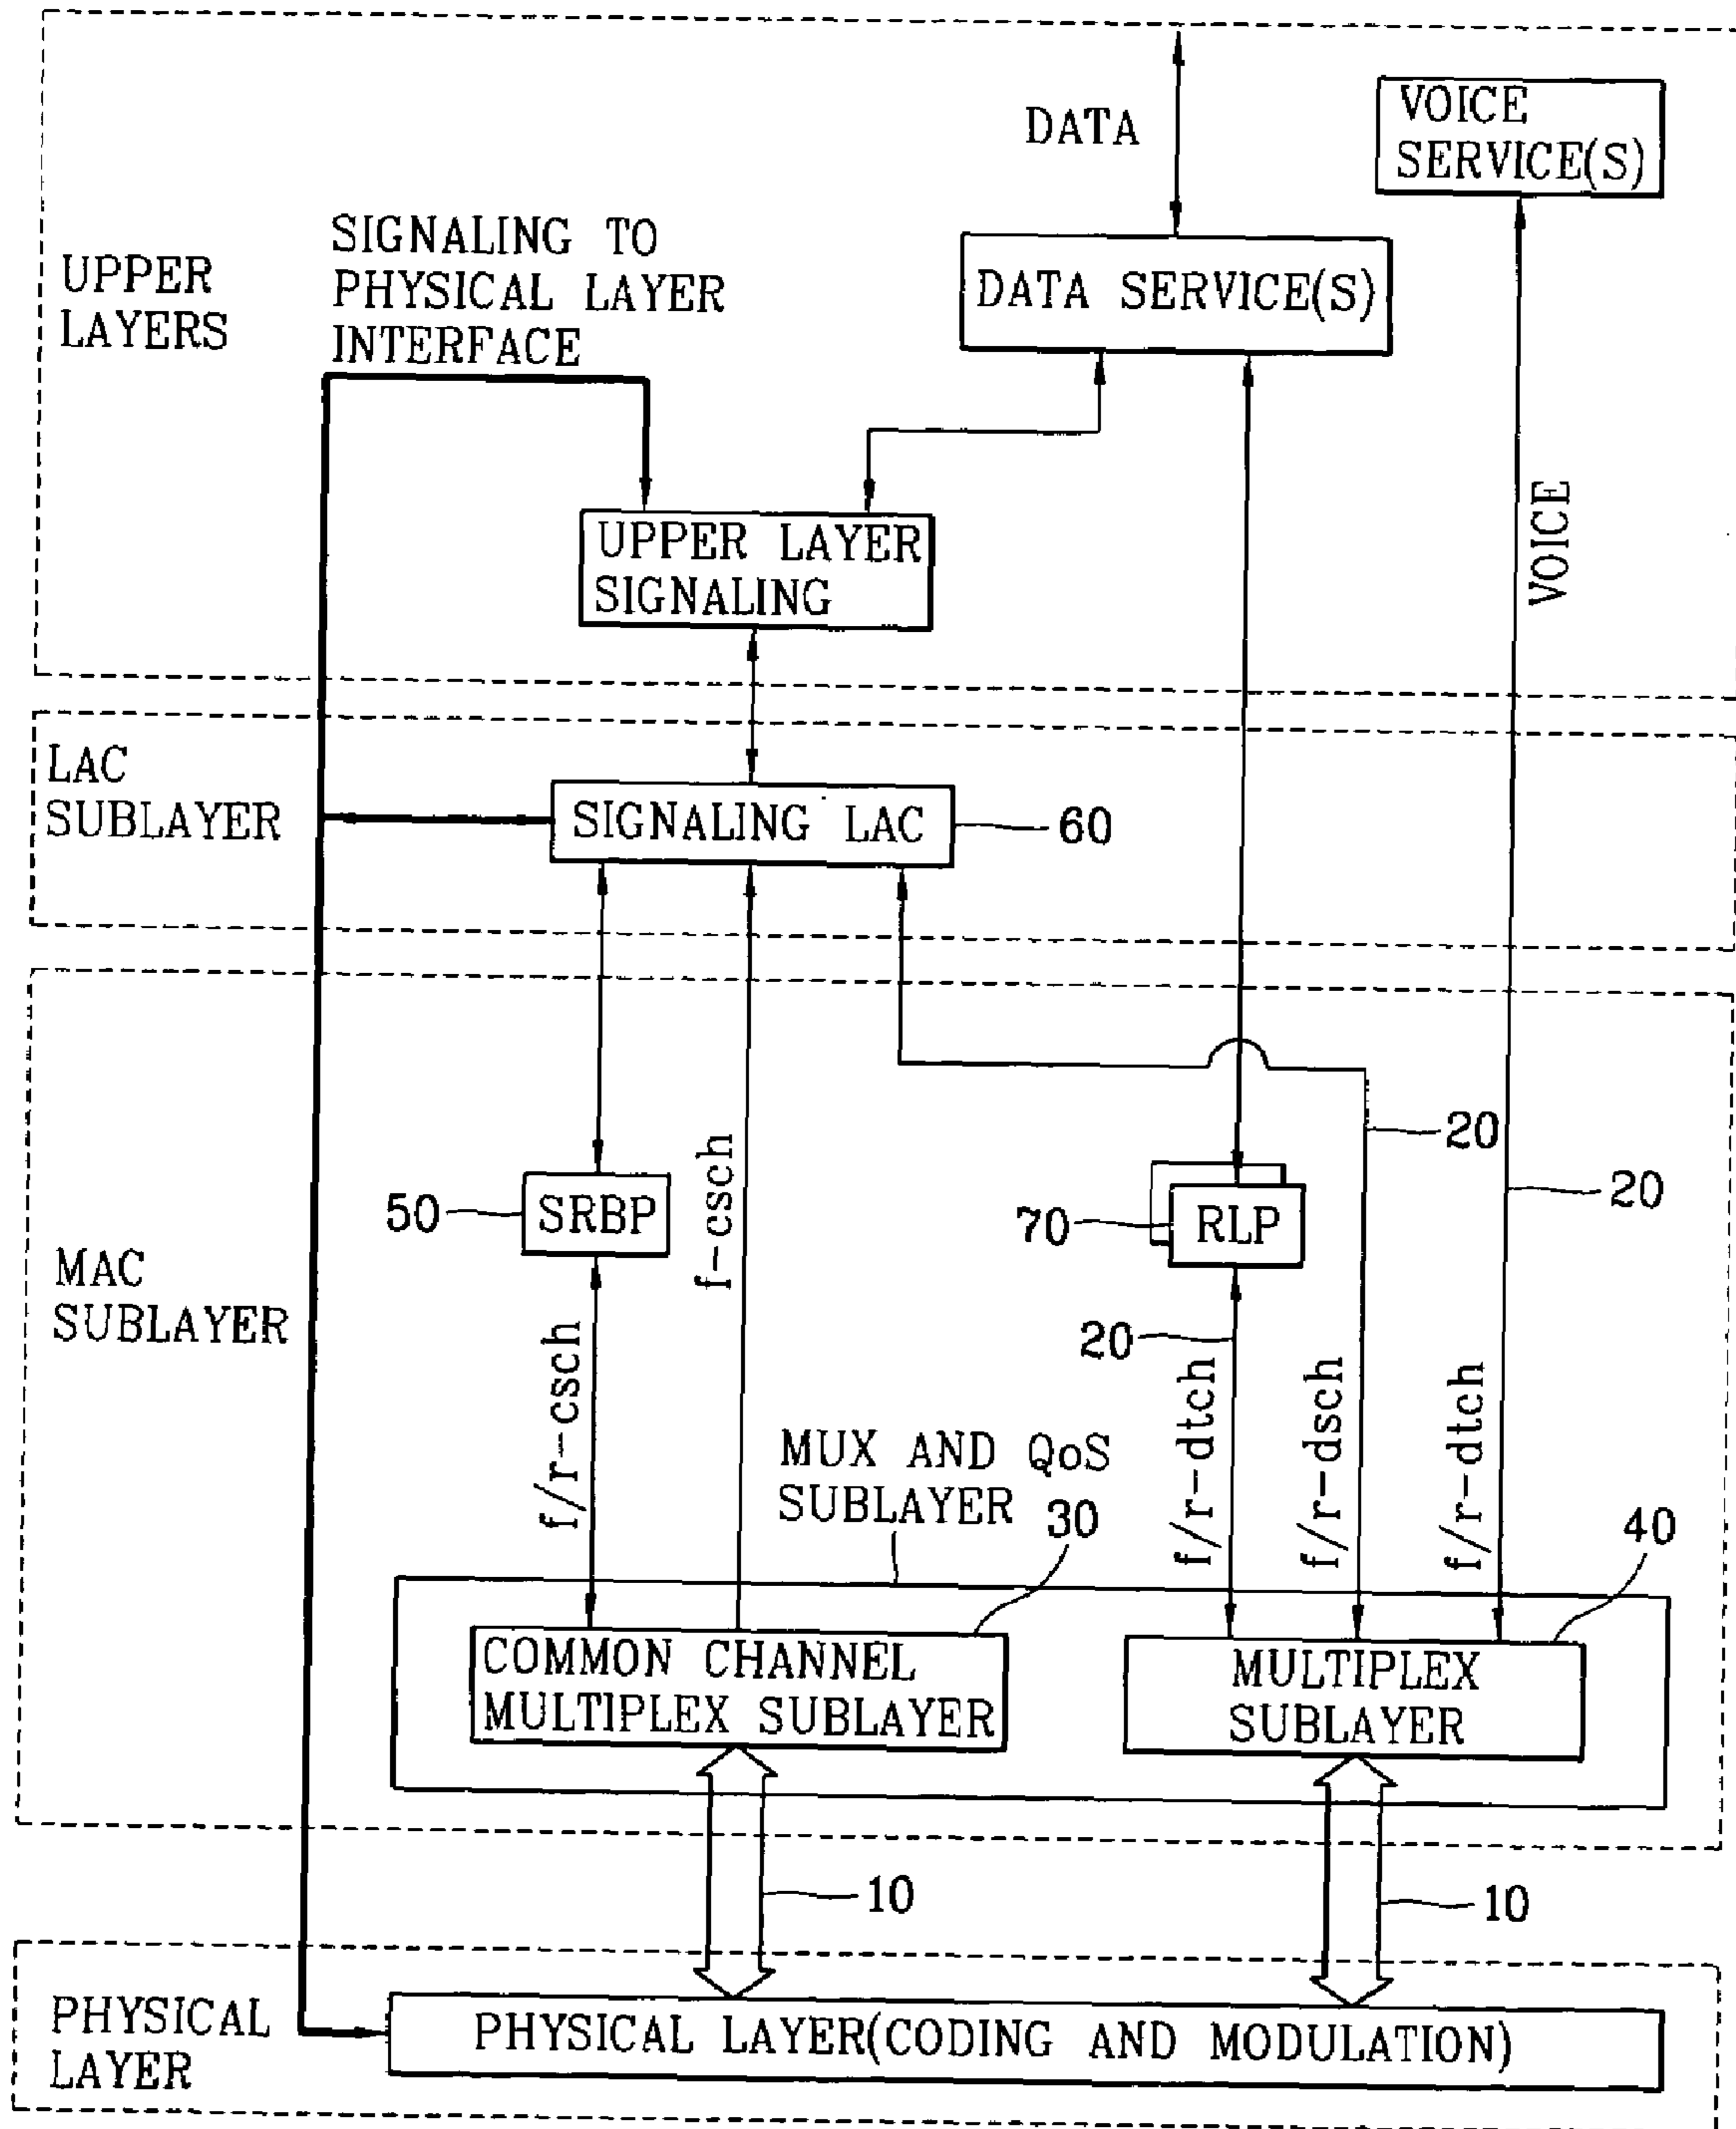 DATA
VOICE
SERVICE(S)
SIGNALING TO
PHYSICAL LAYER
INTERFACE
UPPER
LAYERS
DATA SERVICE(S)
VOICE
UPPER LAYER
SIGNALING
LAC
SUBLAYER
SIGNALING LAC
60
20
20
50
SRBP
f-csch
70
RLP
MAC
SUBLAYER
20
f/r-csch
f/r-dtch
f/r-dsch
f/r-dtch
MUX AND QoS
SUBLAYER
30
40
COMMON CHANNEL
MULTIPLEX SUBLAYER
MULTIPLEX
SUBLAYER
10
10
PHYSICAL
LAYER
PHYSICAL LAYER(CODING AND MODULATION)